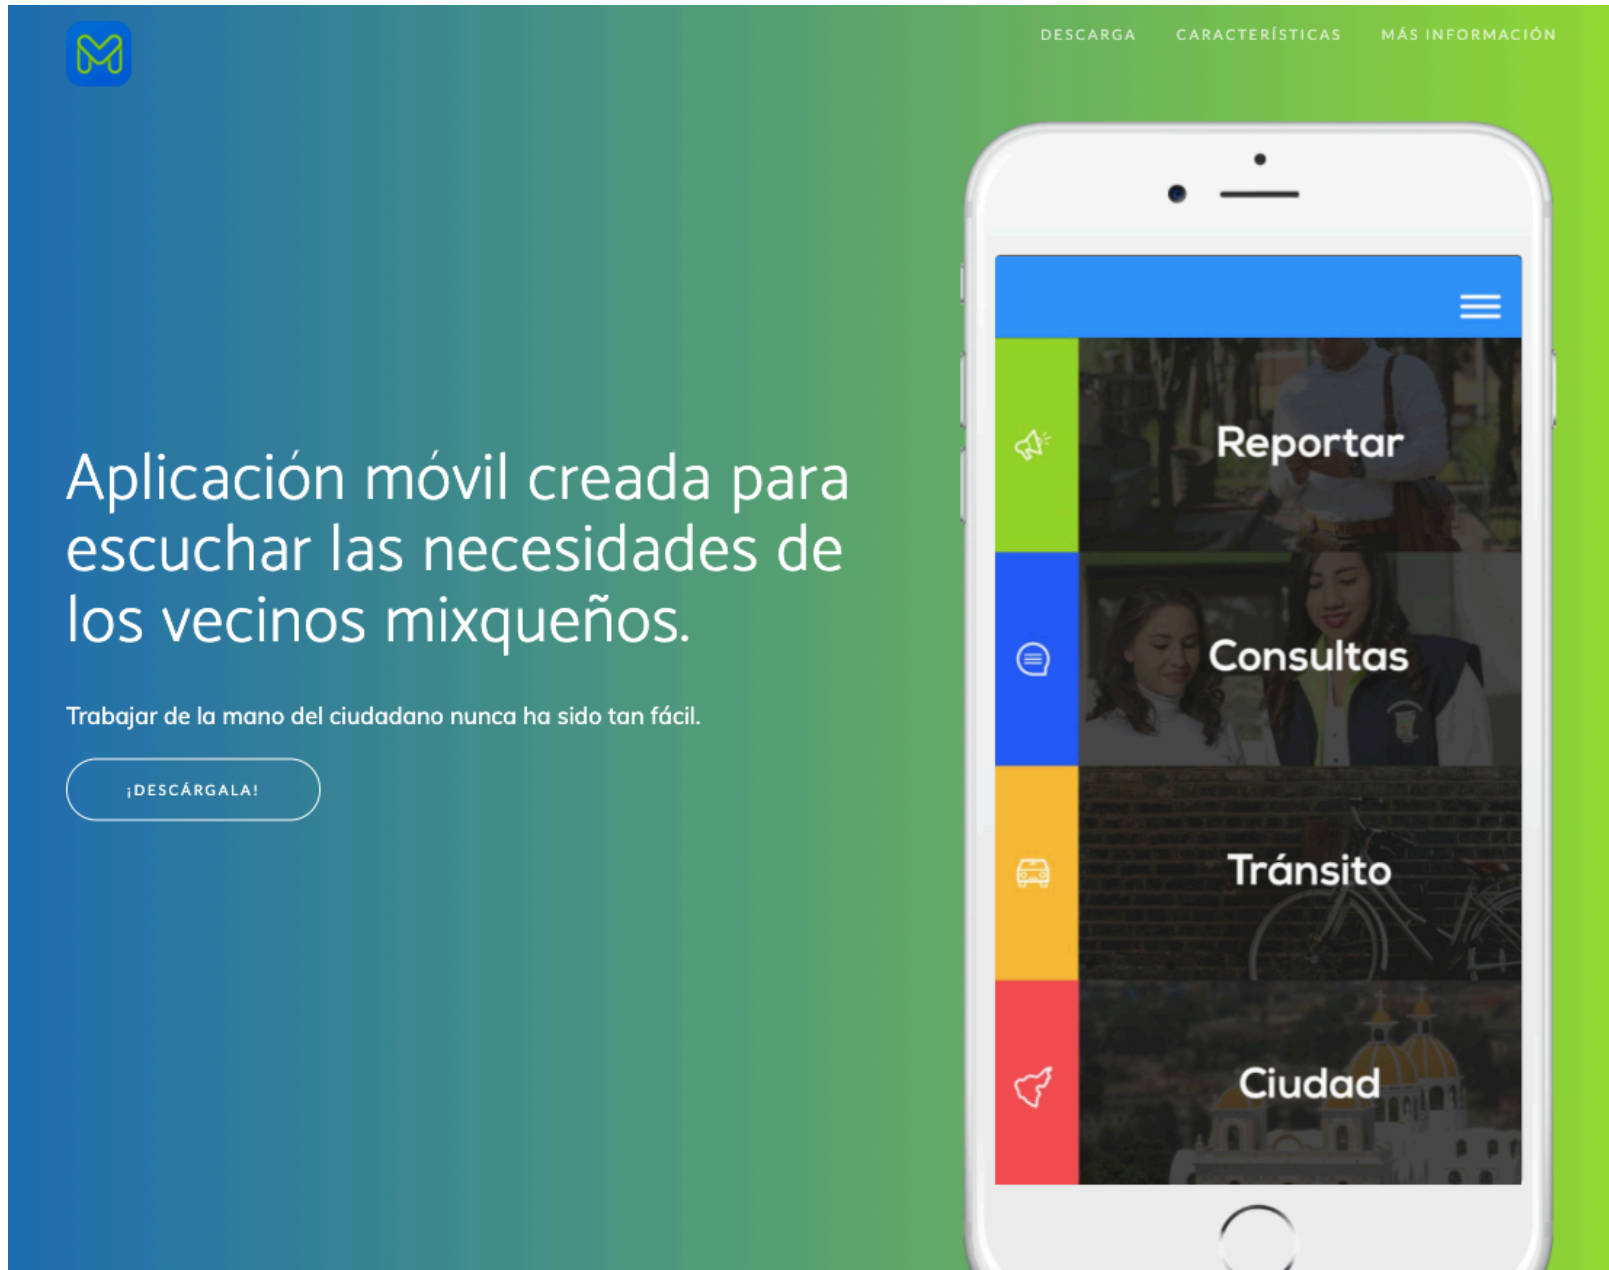 DESCARGA CARACTERÍSTICAS MÁS INFORMACIÓN
Aplicación móvil creada para
escuchar las necesidades de
los vecinos mixqueños.
Trabajar de la mano del ciudadano nunca ha sido tan fácil.
¡DESCÁRGALA!
Reportar
Consultas
Tránsito
Ciudad